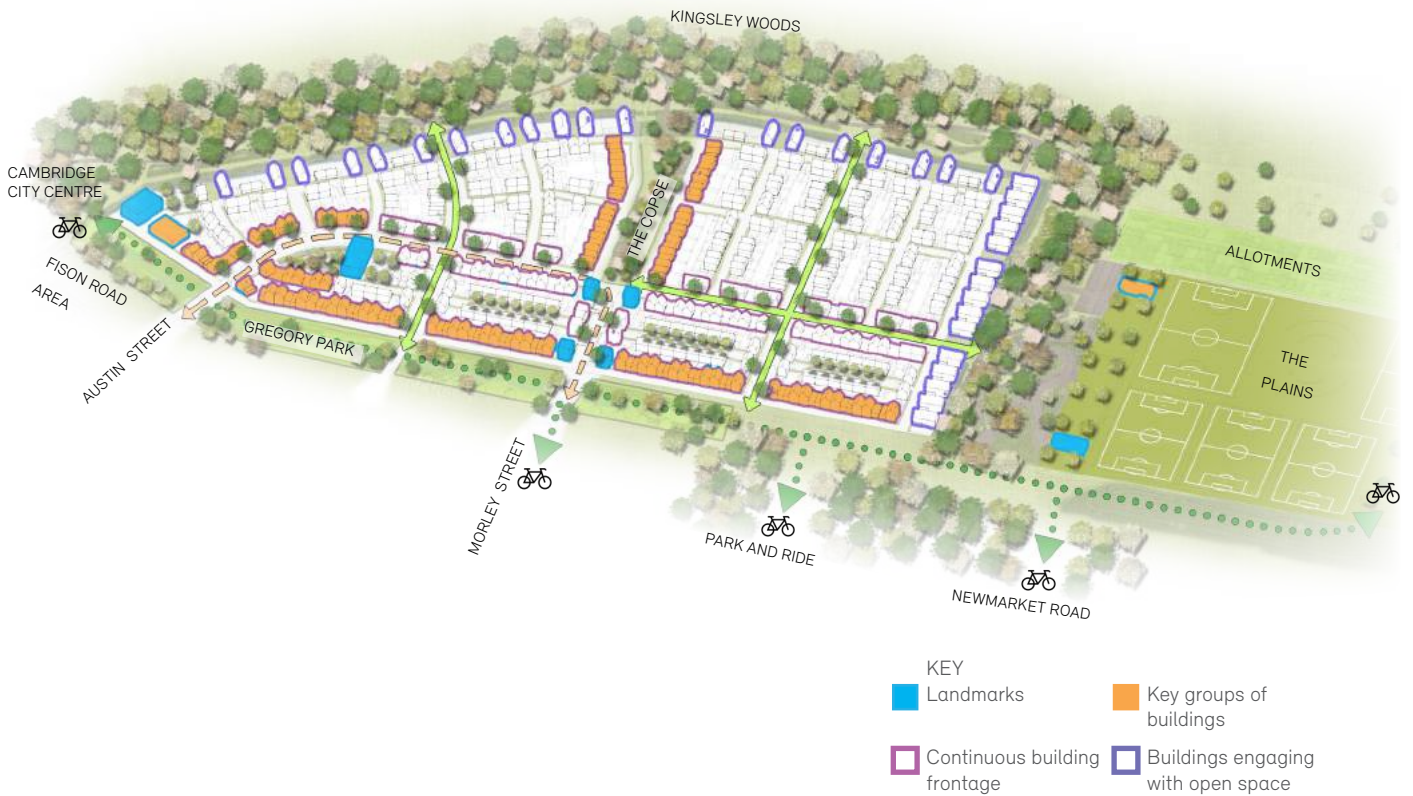 KINGSLEY WOODS
CAMBRIDGE
CITY CENTRE
THE COPSE
ALLOTMENTS
FISON ROAD
AREA
GREGORY PARK
THE
PLAINS
AUSTIN STREET
MORLEY STREET
PARK AND RIDE
NEWMARKET ROAD
KEY
Landmarks
Key groups of
buildings
Continuous building
frontage
Buildings engaging
with open space